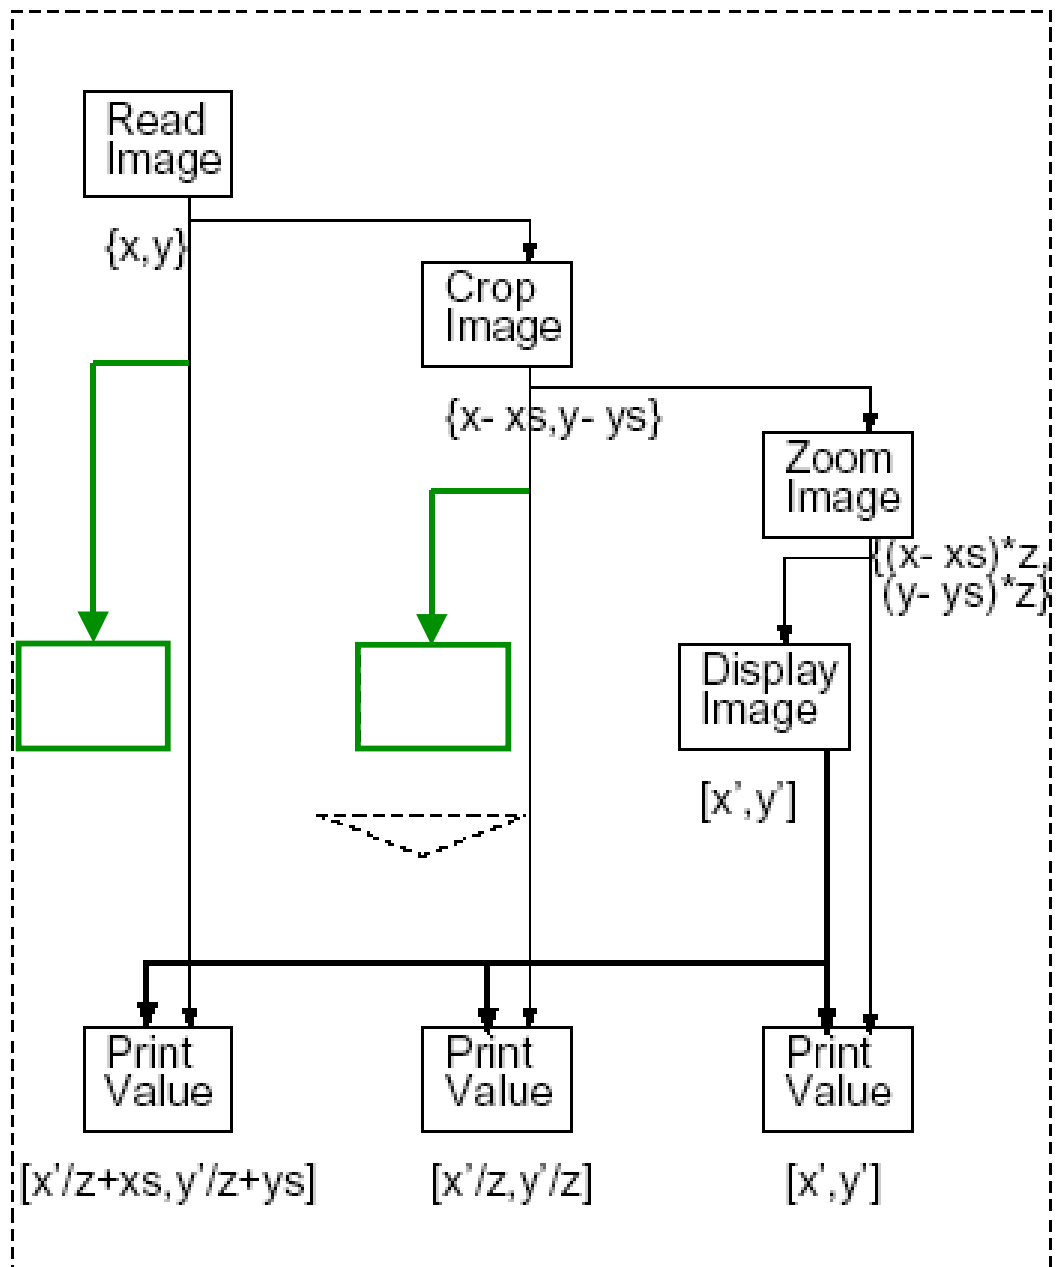 Read
Image
{x,y}
Crop
Image
{x- xs,y- ys}
Zoom
Image
{(x- xs)*z,
(y- ys)*z}
Display
Image
[x',y']
Print
Value
Print
Value
Print
Value
[x'/z+xs,y'/z+ys]
[x'/z,y'/z]
[x',y']